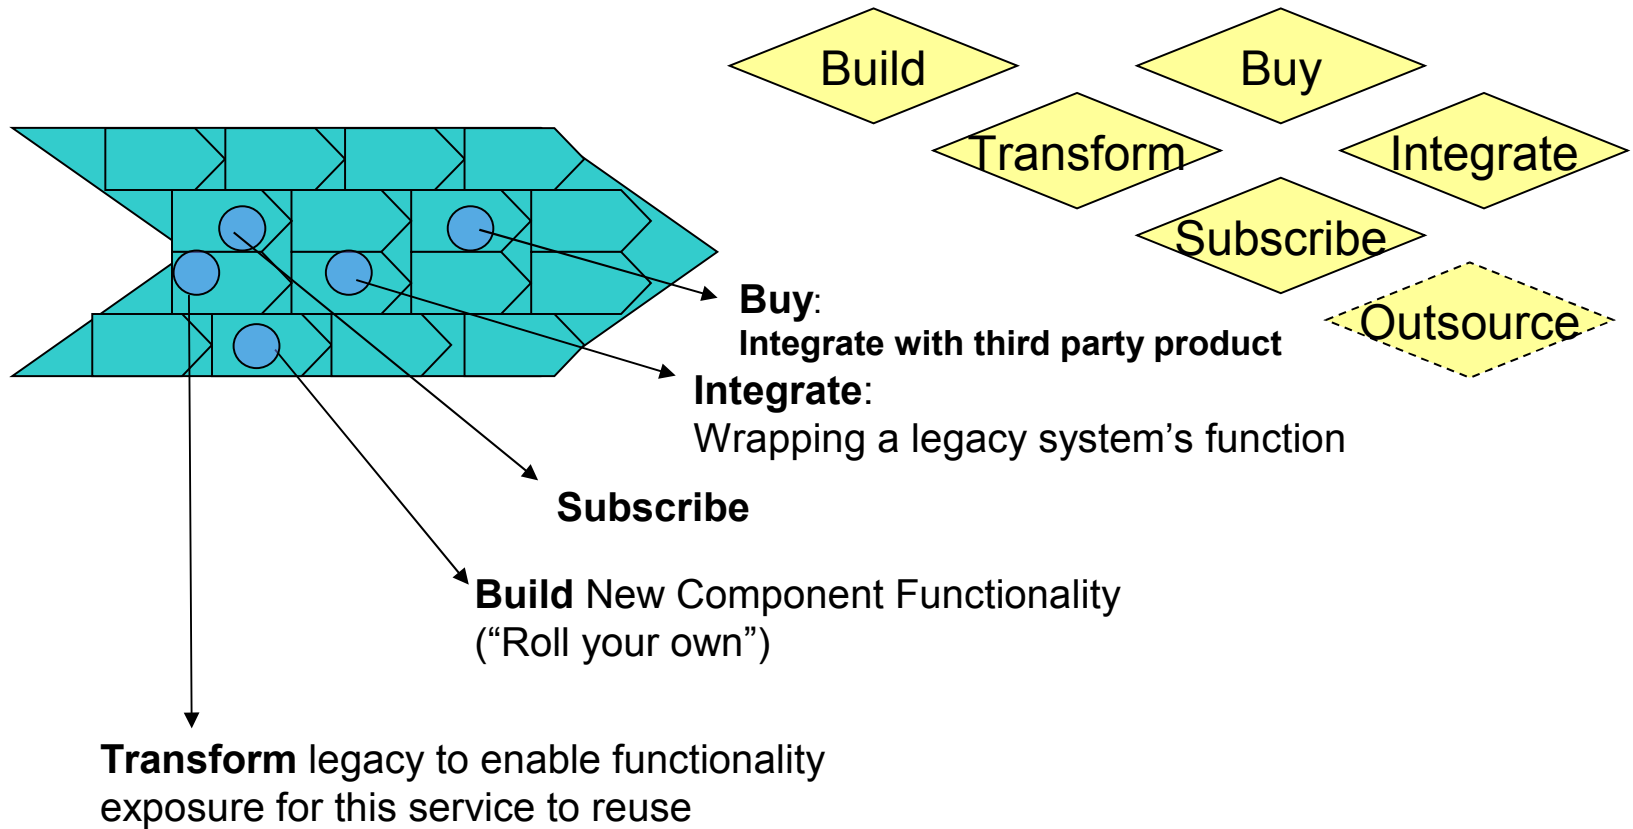 Build
Buy
Transform
Integrate
Subscribe
Outsource
Buy:
Integrate with third party product
Integrate:
Wrapping a legacy system’s function
Subscribe
Build New Component Functionality
(“Roll your own”)
Transform legacy to enable functionality
exposure for this service to reuse